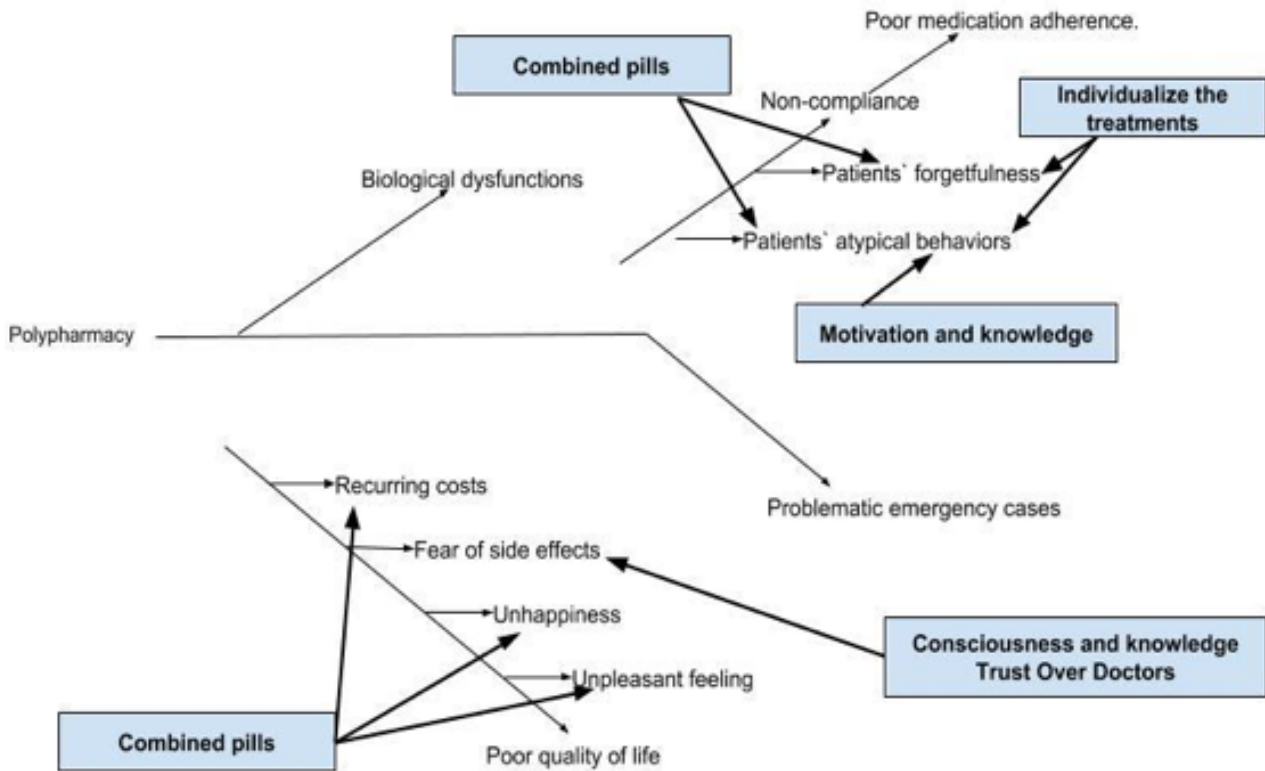 Poor medication adherence.
Combined pills
Non-compliance
Individualize the
treatments
Patients` forgetfulness
Biological dysfunctions
Patients` atypical behaviors
Motivation and knowledge
Polypharmacy
Recurring costs
Problematic emergency cases
Fear of side effects
Unhappiness
Consciousness and knowledge
Trust Over Doctors
Unpleasant feeling
Combined pills
Poor quality of life